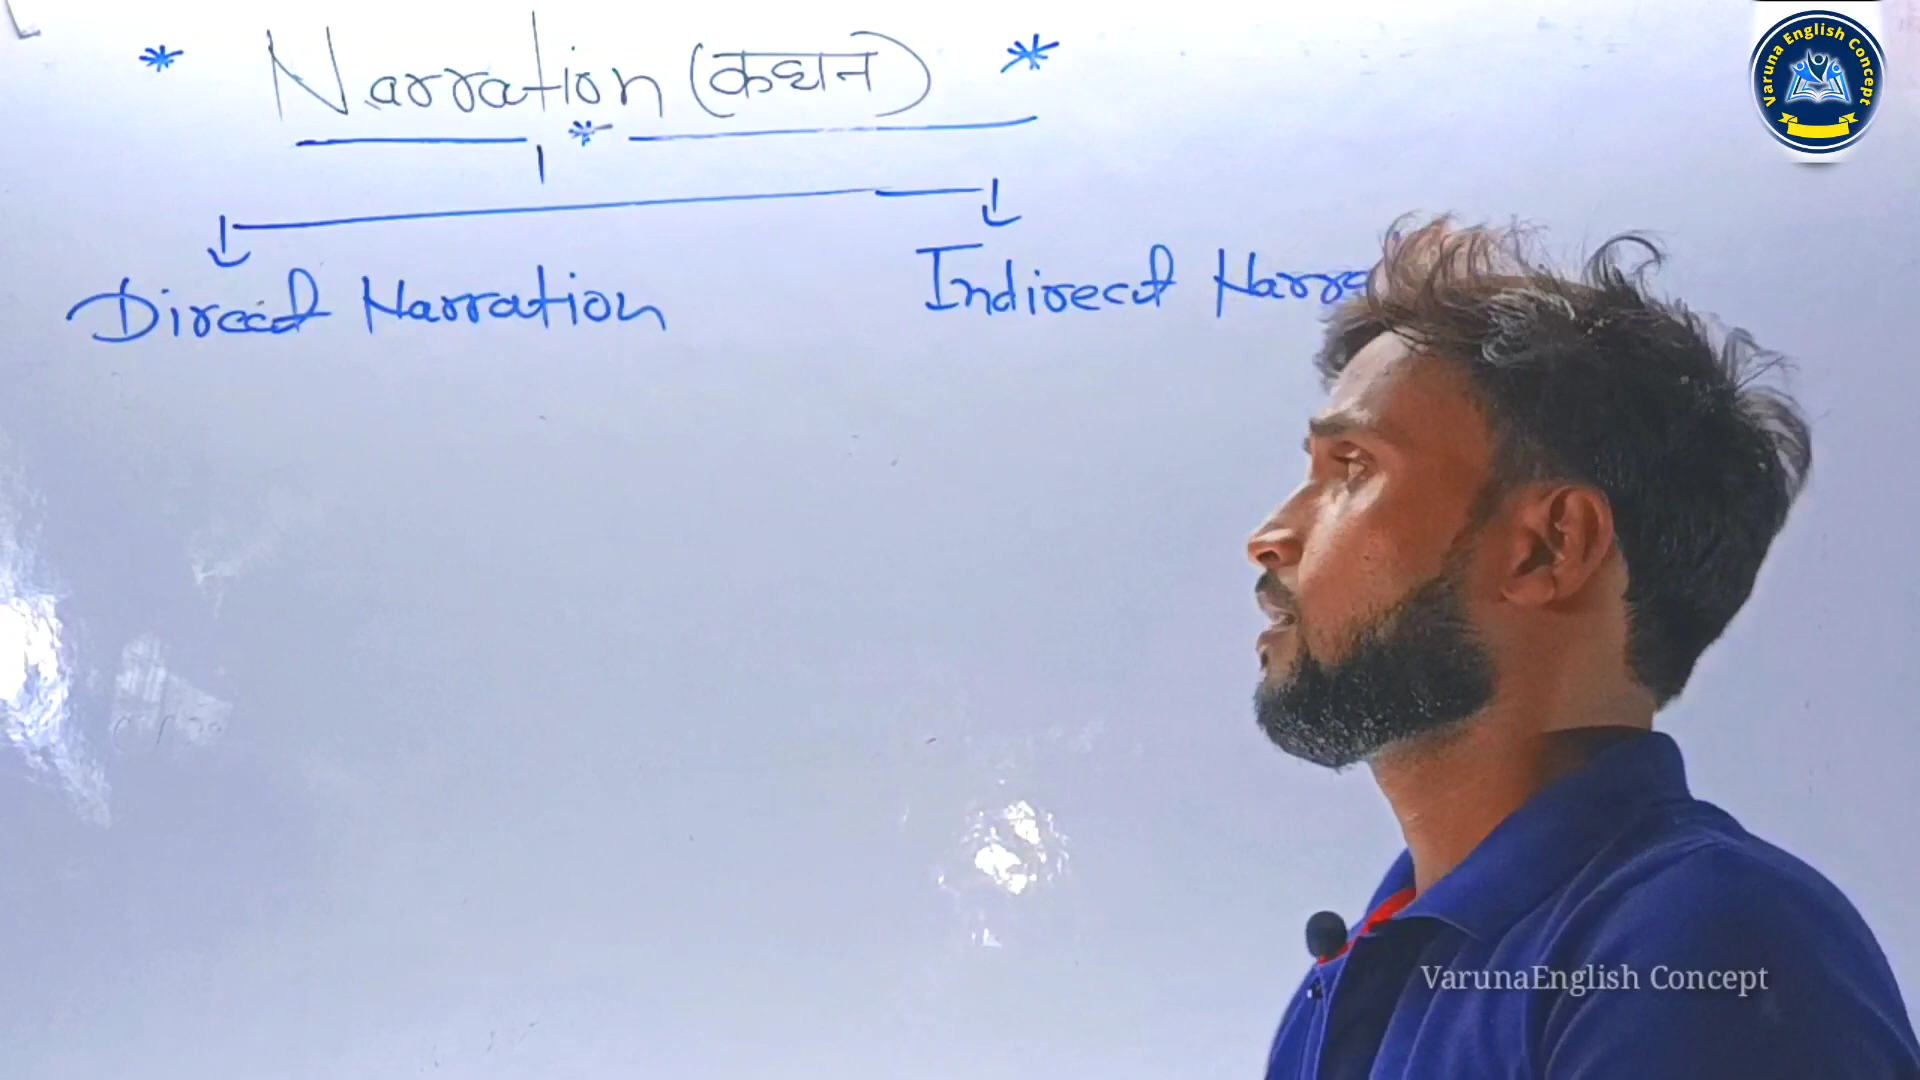 * Narration (कथन) *
*
Direct Narration
Indirect Narra
Varuna English Concept
VarunaEnglish Concept